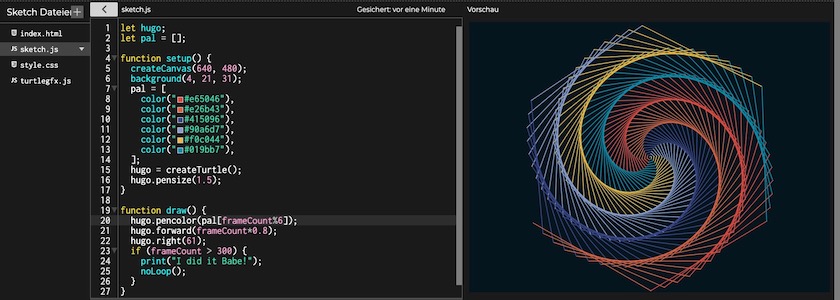 Sketch Dateien
sketch.js
Gesichert: vor eine Minute
Vorschau
index.html
sketch.js
style.css
turtlegfx.js
1 let hugo;
2 let pal = [];
3
4 function setup() {
5 createCanvas(640, 480);
6 background(4, 21, 31);
7 pal = [
8 color("#e65046"),
9 color("#e26b43"),
10 color("#415096"),
11 color("#90a6d7"),
12 color("#f0c044"),
13 color("#019bb7"),
14 ];
15 hugo = createTurtle();
16 hugo.pensize(1.5);
17 }
18
19 function draw() {
20 hugo.pencolor(pal[frameCount%6]);
21 hugo.forward(frameCount*0.8);
22 hugo.right(61);
23 if (frameCount > 300) {
24 print("I did it Babe!");
25 noLoop();
26 }
27 }